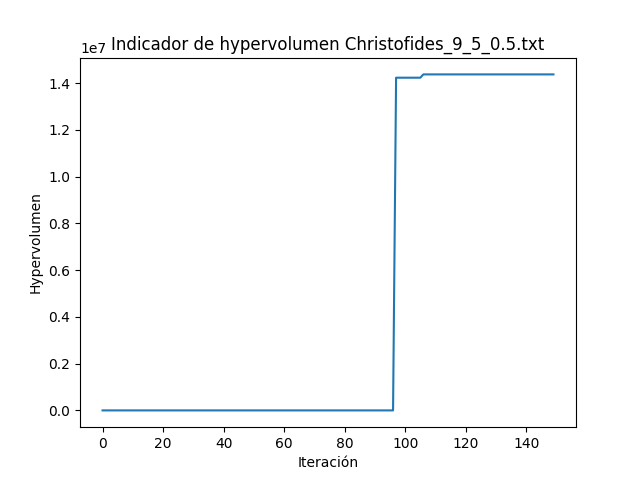 Indicador de hypervolumen Christofides_9_5_0.5.txt
1e7
Hypervolumen
1.4
1.2
1.0
0.8
0.6
0.4
0.2
0.0
0 20 40 60 80 100 120 140
Iteración